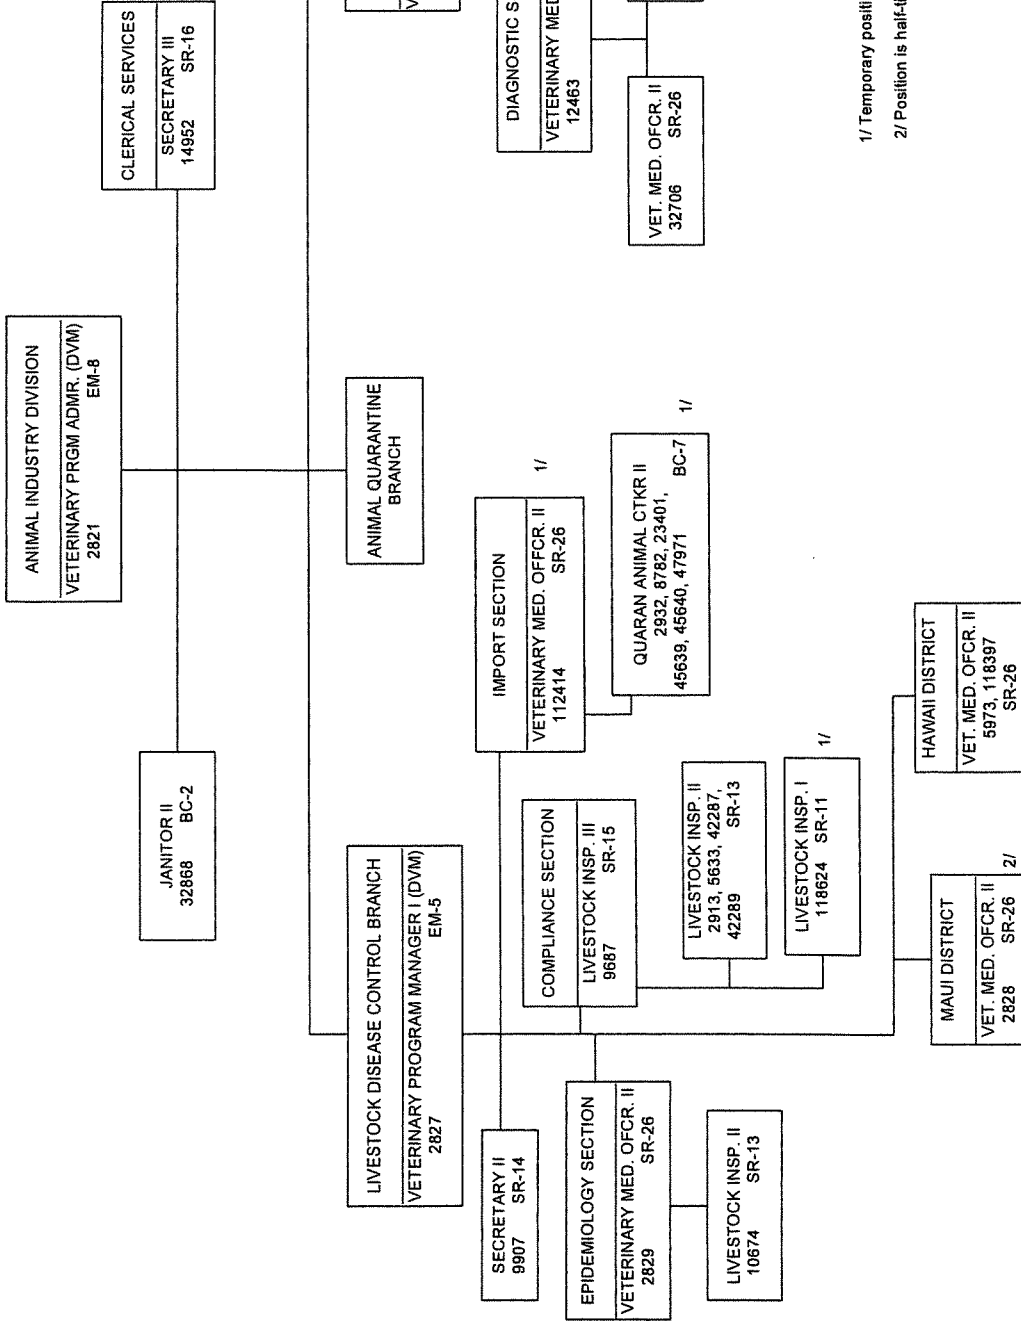 ANIMAL INDUSTRY DIVISION
VETERINARY PRGM ADMR. (DVM)
2821 EM-8
JANITOR II
32868 BC-2
CLERICAL SERVICES
SECRETARY III
14952 SR-16
LIVESTOCK DISEASE CONTROL BRANCH
VETERINARY PROGRAM MANAGER I (DVM)
2827 EM-5
ANIMAL QUARANTINE
BRANCH
V
SECRETARY II
9907 SR-14
IMPORT SECTION
VETERINARY MED. OFFCR. II
112414 SR-26
1/
COMPLIANCE SECTION
LIVESTOCK INSP. III
9687 SR-15
EPIDEMIOLOGY SECTION
VETERINARY MED. OFCR. II
2829 SR-26
QUARAN ANIMAL CTKR II
2932, 8782, 23401,
45639, 45640, 47971 BC-7
1/
LIVESTOCK INSP. II
2913, 5633, 42287,
42289 SR-13
LIVESTOCK INSP. II
10674 SR-13
LIVESTOCK INSP. I
118624 SR-11
1/
DIAGNOSTIC S
VETERINARY MED
12463
VET. MED. OFCR. II
32706 SR-26
MAUI DISTRICT
VET. MED. OFCR. II
2828 SR-26
2/
HAWAII DISTRICT
VET. MED. OFCR. II
5973, 118397
SR-26
1/ Temporary positi
2/ Position is half-t